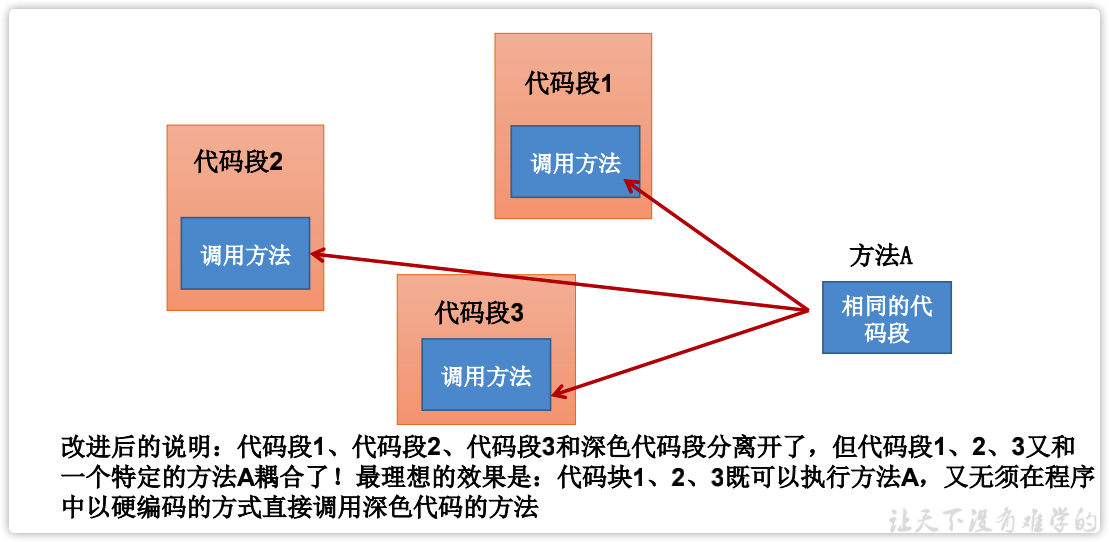 代码段1
调用方法
代码段2
调用方法
方法A
相同的代
码段
代码段3
调用方法
改进后的说明：代码段1、代码段2、代码段3和深色代码段分离开了，但代码段1、2、3又和
一个特定的方法A耦合了！最理想的效果是：代码块1、2、3既可以执行方法A，又无须在程序
中以硬编码的方式直接调用深色代码的方法
让天下没有难学的